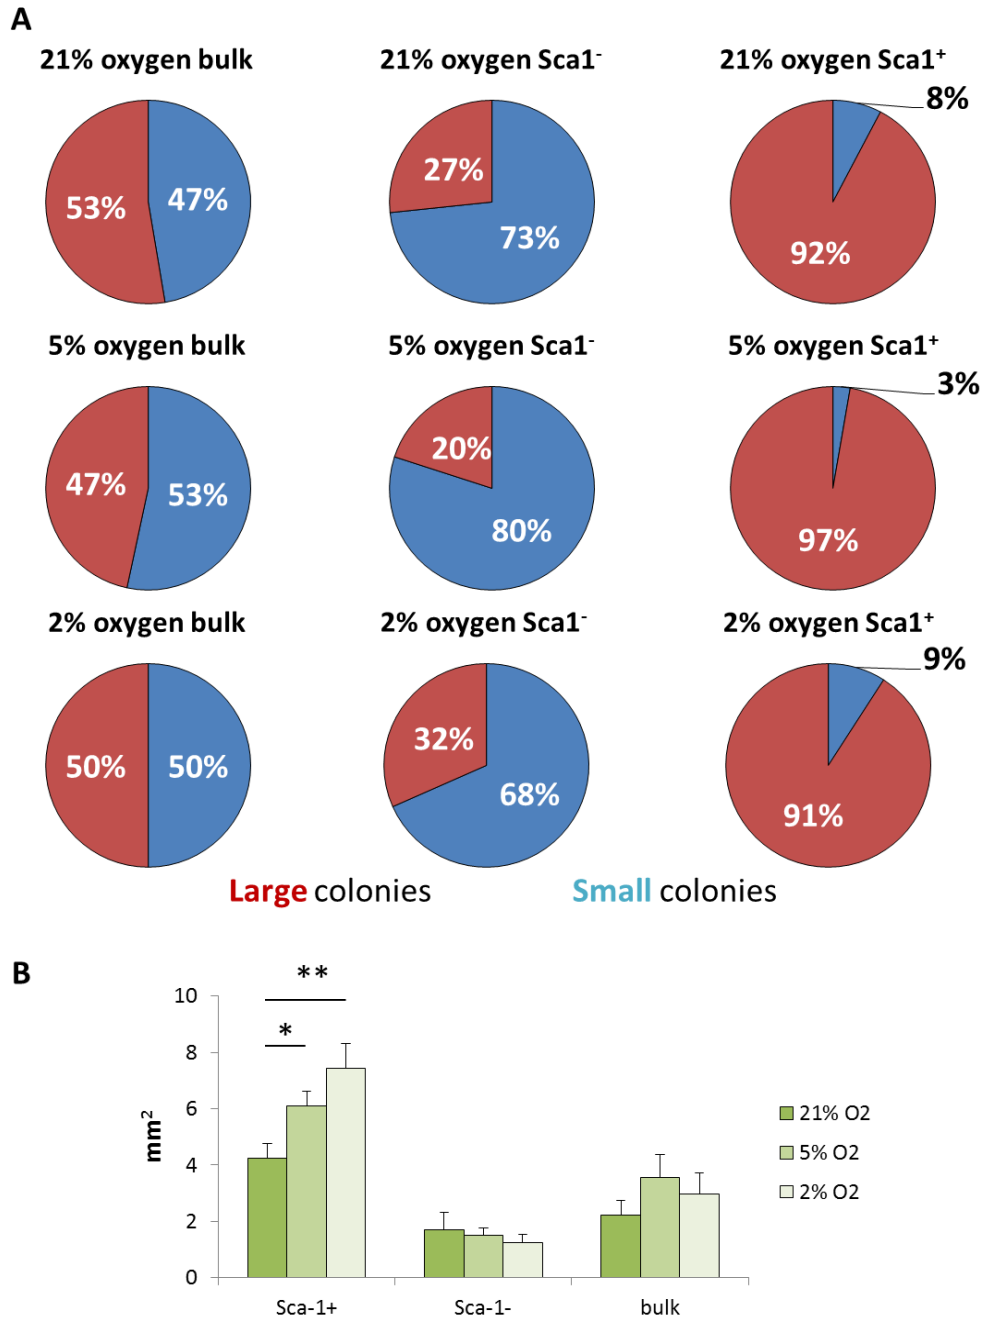 A
21% oxygen bulk
21% oxygen Sca1⁻
21% oxygen Sca1⁺
53%
47%
27%
73%
8%
92%
5% oxygen bulk
5% oxygen Sca1⁻
5% oxygen Sca1⁺
47%
53%
20%
80%
3%
97%
2% oxygen bulk
2% oxygen Sca1⁻
2% oxygen Sca1⁺
50%
50%
32%
68%
9%
91%
Large colonies
Small colonies
B
mm²
10
8
6
4
2
0
**
*
Sca-1+
Sca-1-
bulk
21% O2
5% O2
2% O2